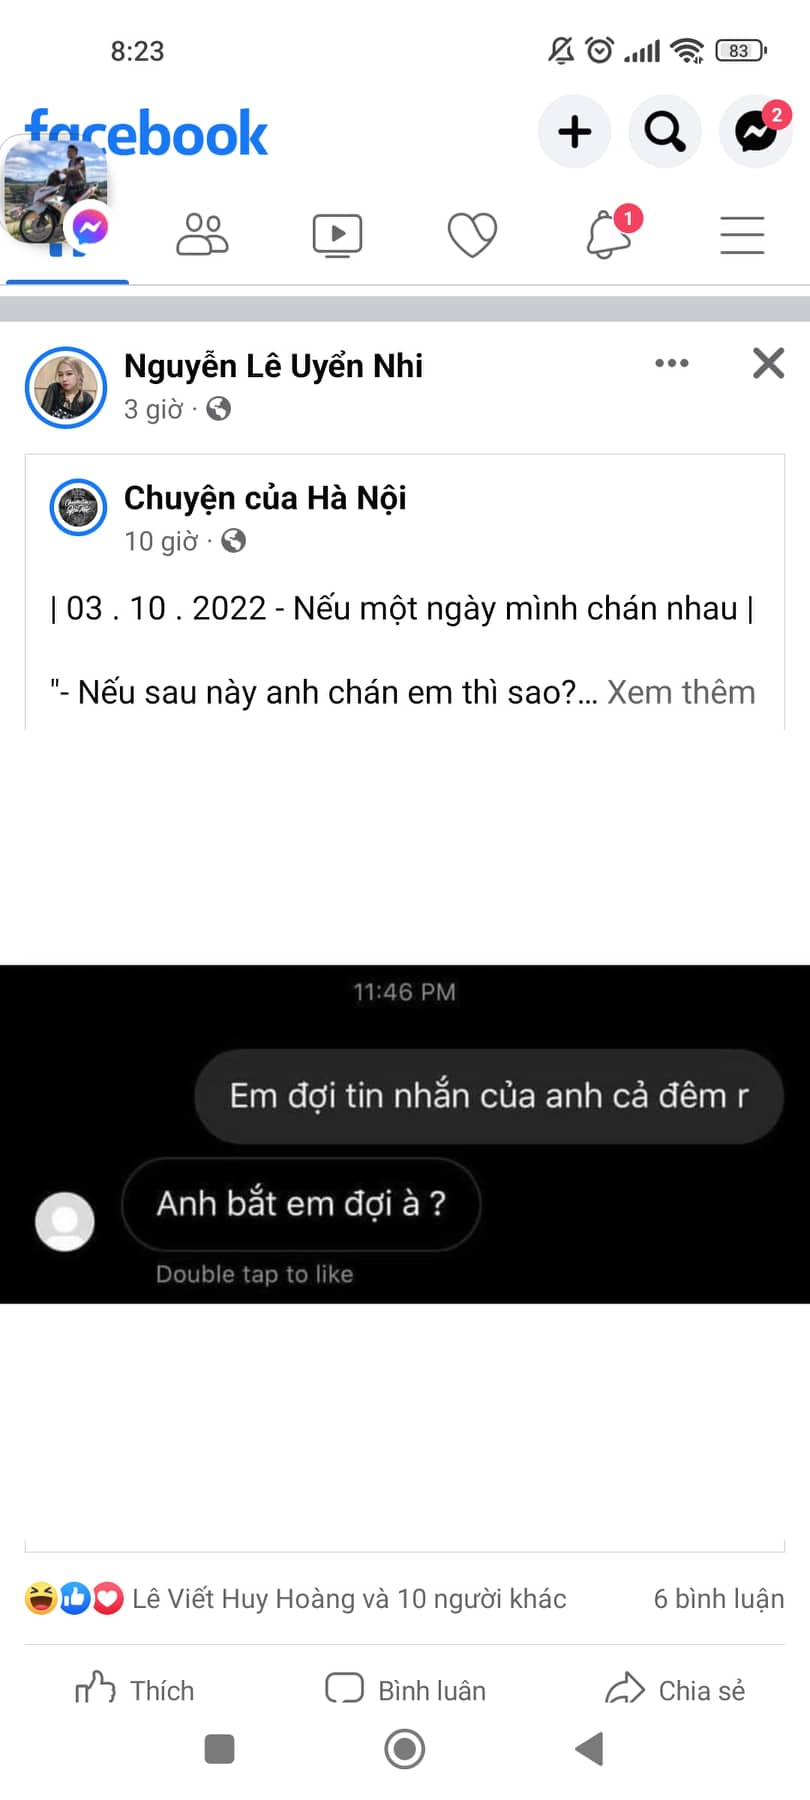 8:23
83
facebook
2
1
Nguyễn Lê Uyển Nhi
3 giờ ·
Chuyện của Hà Nội
10 giờ ·
| 03 . 10 . 2022 - Nếu một ngày mình chán nhau |
"- Nếu sau này anh chán em thì sao?... Xem thêm
11:46 PM
Em đợi tin nhắn của anh cả đêm r
Anh bắt em đợi à ?
Double tap to like
Lê Viết Huy Hoàng và 10 người khác
6 bình luận
Thích
Bình luân
Chia sẻ